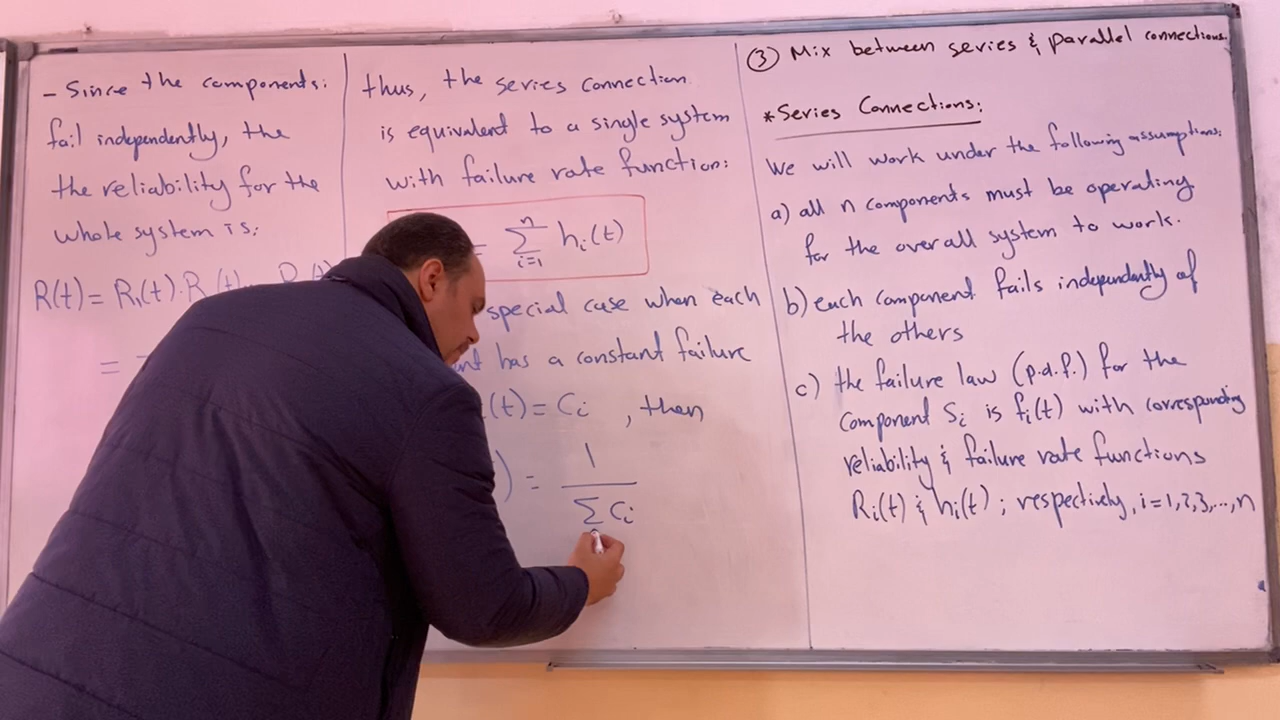 - Since the components:
fail independently, the
the reliability for the
whole system is:
R(t) = R₁(t).R (t)
=
thus, the series connection
is equivalent to a single system
with failure rate function:
= Σ_{i=1}^{n} hᵢ(t)
special case when each
has a constant failure
(t) = Cᵢ , then
) = 1 / Σ Cᵢ
③ Mix between series & parallel connections.
* Series Connections:
We will work under the following assumptions:
a) all n components must be operating
for the overall system to work.
b) each component fails independently of
the others
c) the failure law (p.d.f.) for the
component Sᵢ is fᵢ(t) with corresponding
reliability & failure rate functions
Rᵢ(t) & hᵢ(t) ; respectively, i=1,2,3,...,n